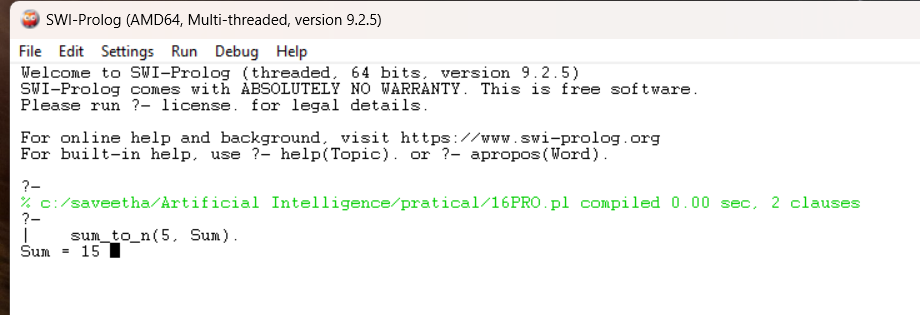 SWI-Prolog (AMD64, Multi-threaded, version 9.2.5)
File Edit Settings Run Debug Help
Welcome to SWI-Prolog (threaded, 64 bits, version 9.2.5)
SWI-Prolog comes with ABSOLUTELY NO WARRANTY. This is free software.
Please run ?- license. for legal details.
For online help and background, visit https://www.swi-prolog.org
For built-in help, use ?- help(Topic). or ?- apropos(Word).
?-
% c:/saveetha/Artificial Intelligence/pratical/16PRO.pl compiled 0.00 sec, 2 clauses
?-
|    sum_to_n(5, Sum).
Sum = 15